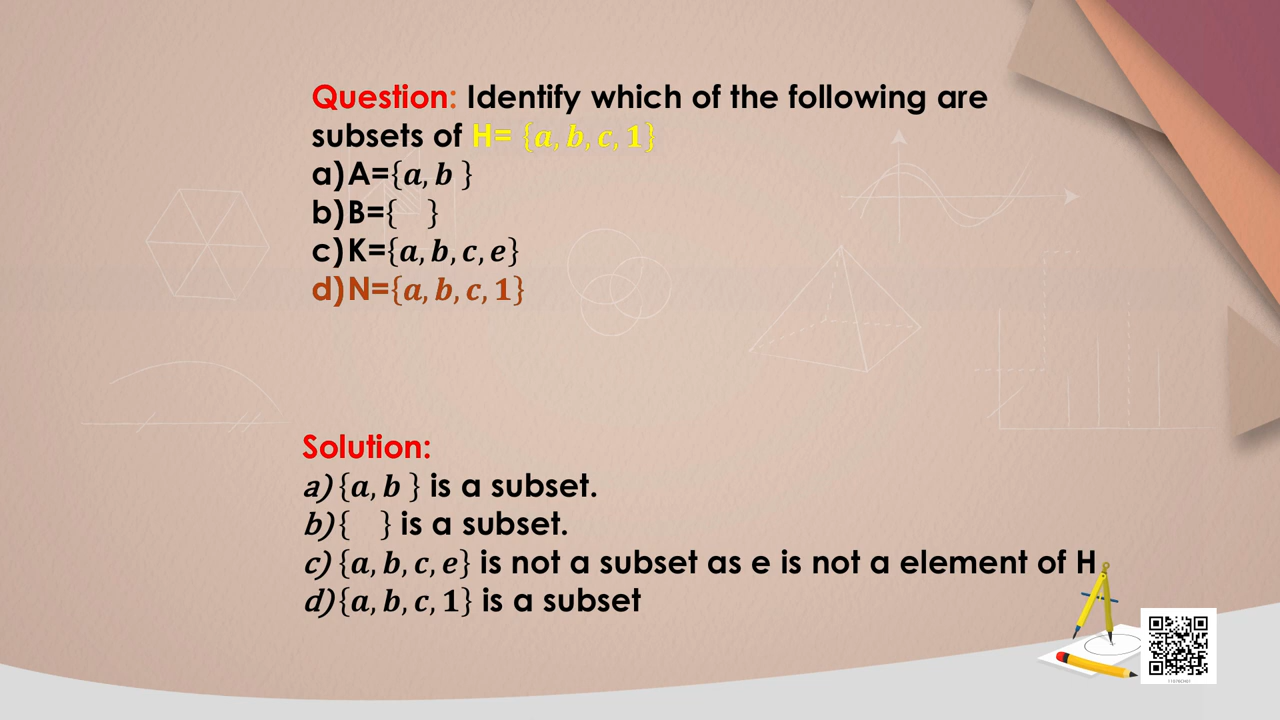 Question: Identify which of the following are
subsets of H= {a, b, c, 1}
a)A={a, b }
b)B={ }
c)K={a, b, c, e}
d)N={a, b, c, 1}
Solution:
a) {a, b } is a subset.
b) { } is a subset.
c) {a, b, c, e} is not a subset as e is not a element of H.
d) {a, b, c, 1} is a subset